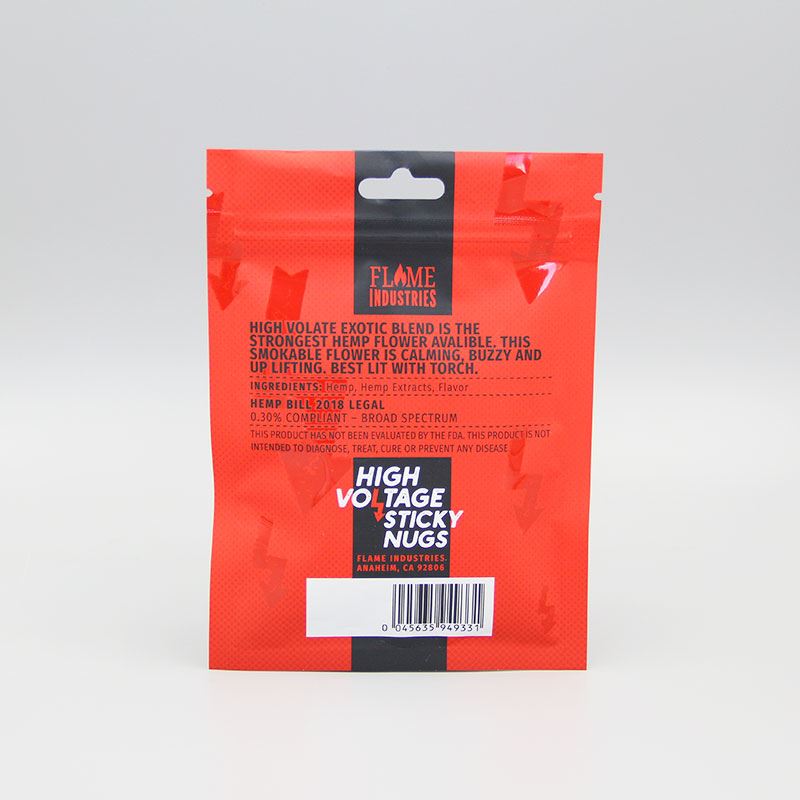 FLAME
INDUSTRIES
HIGH VOLATE EXOTIC BLEND IS THE
STRONGEST HEMP FLOWER AVALIBLE. THIS
SMOKABLE FLOWER IS CALMING, BUZZY AND
UP LIFTING. BEST LIT WITH TORCH.
INGREDIENTS: Hemp, Hemp Extracts, Flavor
HEMP BILL 2018 LEGAL
0.30% COMPLIANT – BROAD SPECTRUM
THIS PRODUCT HAS NOT BEEN EVALUATED BY THE FDA. THIS PRODUCT IS NOT
INTENDED TO DIAGNOSE, TREAT, CURE OR PREVENT ANY DISEASE
HIGH
VOLTAGE
STICKY
NUGS
FLAME INDUSTRIES.
ANAHEIM, CA 92806
0 045635 949331